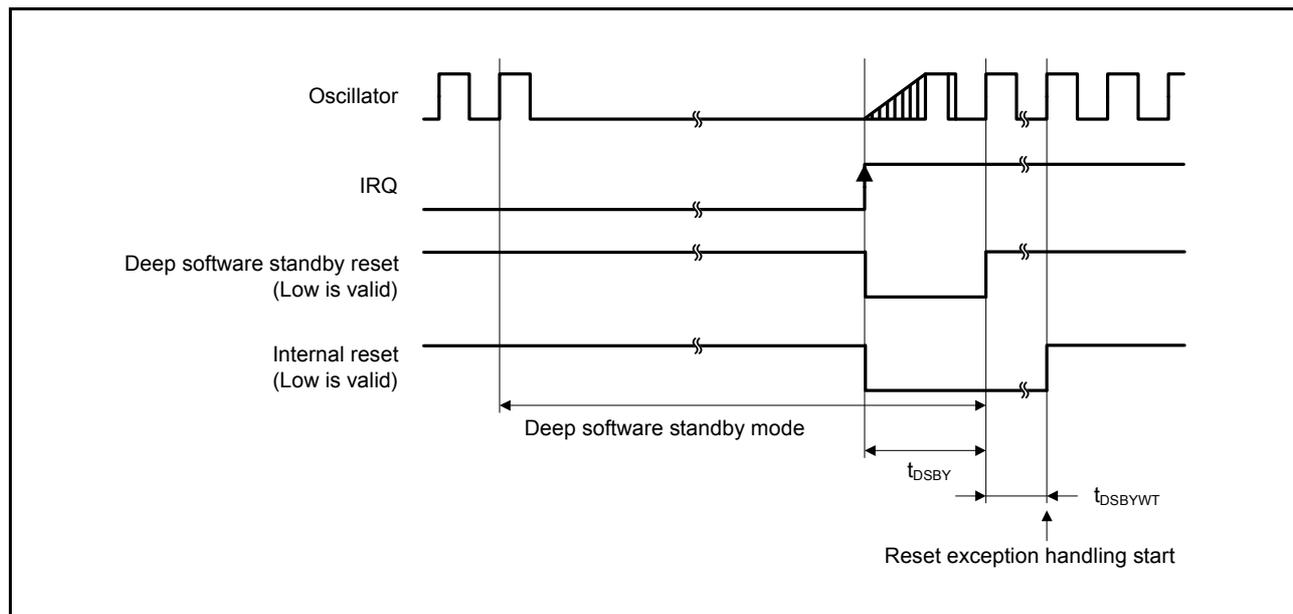 Oscillator
IRQ
Deep software standby reset
(Low is valid)
Internal reset
(Low is valid)
Deep software standby mode
tDSBY
tDSBYWT
Reset exception handling start